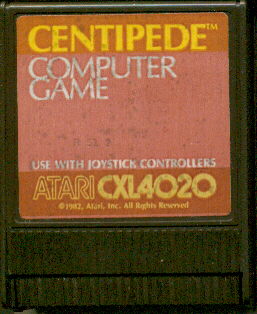 CENTIPEDE™
COMPUTER
GAME
USE WITH JOYSTICK CONTROLLERS
ATARI CXL4020
©1982, Atari, Inc. All Rights Reserved